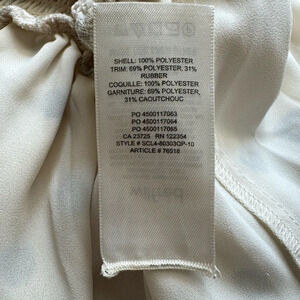 SHELL: 100% POLYESTER
TRIM: 69% POLYESTER, 31%
RUBBER
COQUILLE: 100% POLYESTER
GARNITURE: 69% POLYESTER,
31% CAOUTCHOUC
PO 4500117063
PO 4500117064
PO 4500117065
CA 23725 RN 122354
STYLE # SCL4-80303QP-10
ARTICLE # 76518